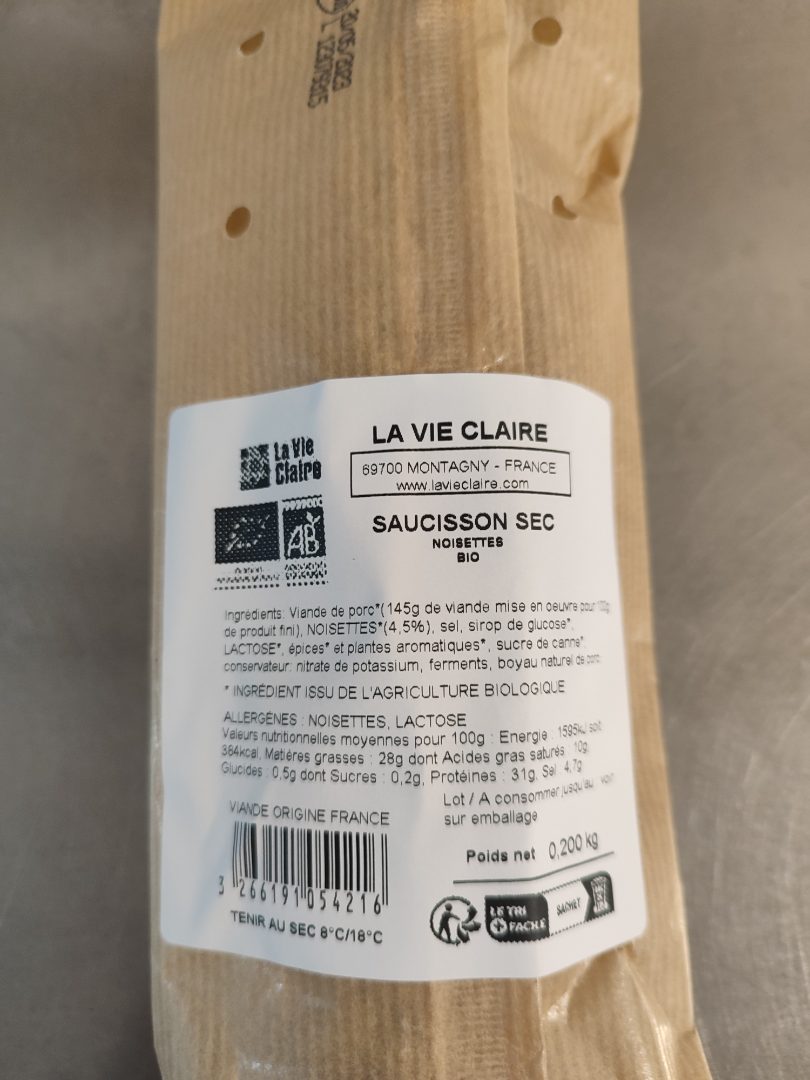 20/05/2023
La Vie
Claire
LA VIE CLAIRE
69700 MONTAGNY - FRANCE
www.lavieclaire.com
AB
SAUCISSON SEC
NOISETTES
BIO
Ingrédients: Viande de porc*(145g de viande mise en oeuvre pour 100g
de produit fini), NOISETTES*(4,5%), sel, sirop de glucose*,
LACTOSE*, épices* et plantes aromatiques*, sucre de canne*,
conservateur: nitrate de potassium, ferments, boyau naturel de porc.
* INGRÉDIENT ISSU DE L'AGRICULTURE BIOLOGIQUE
ALLERGÈNES : NOISETTES, LACTOSE
Valeurs nutritionnelles moyennes pour 100g : Energie : 1595kJ soit
384kcal, Matières grasses : 28g dont Acides gras saturés : 10g,
Glucides : 0,5g dont Sucres : 0,2g, Protéines : 31g, Sel : 4,7g
Lot / A consommer jusqu'au : voir
sur emballage
VIANDE ORIGINE FRANCE
Poids net 0,200 kg
3 266191 054216
TENIR AU SEC 8°C/18°C
LE TRI
+ FACILE
SACHET